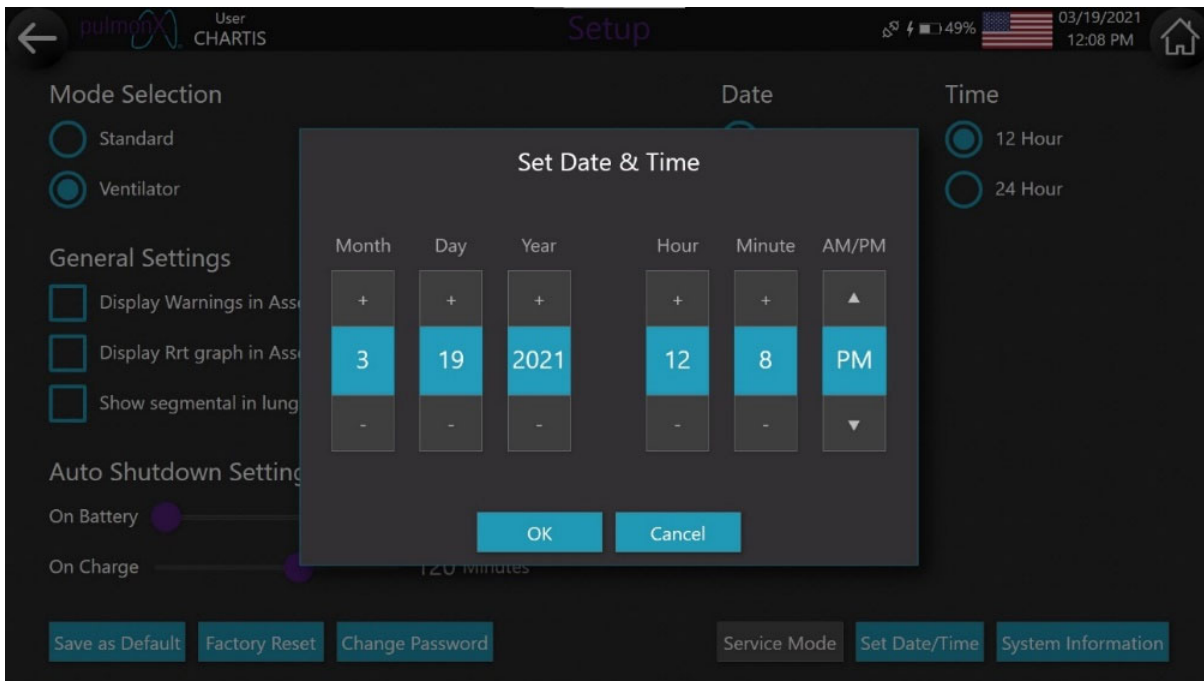 pulmonx
User
CHARTIS
Setup
49%
03/19/2021
12:08 PM
Mode Selection
Date
Time
Standard
12 Hour
Ventilator
24 Hour
Set Date & Time
Month Day Year Hour Minute AM/PM
+ + + + + ▲
3 19 2021 12 8 PM
- - - - - ▼
OK Cancel
General Settings
Display Warnings in
Display Rrt graph in
Show segmental in lung
Auto Shutdown
On Battery
On Charge
120 Minutes
Save as Default Factory Reset Change Password Service Mode Set Date/Time System Information